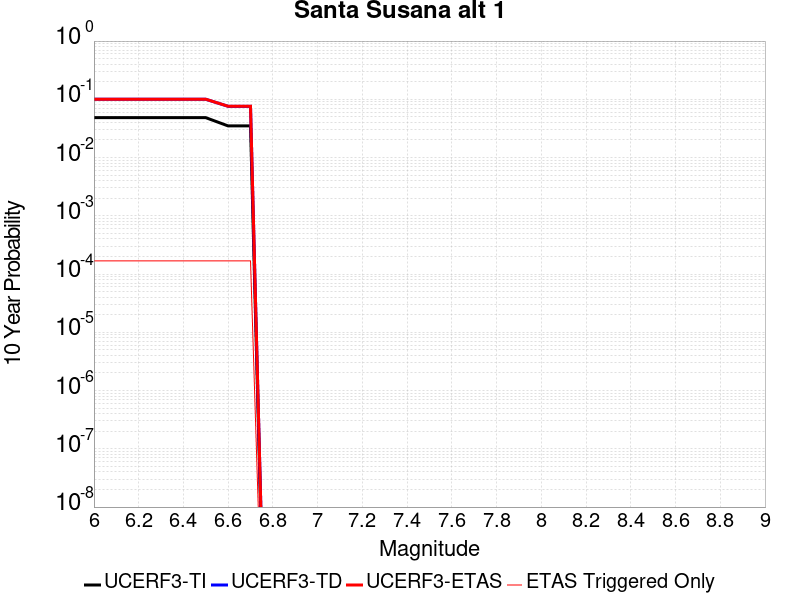 Santa Susana alt 1
10 Year Probability
10^0
10^-1
10^-2
10^-3
10^-4
10^-5
10^-6
10^-7
10^-8
6 6.2 6.4 6.6 6.8 7 7.2 7.4 7.6 7.8 8 8.2 8.4 8.6 8.8 9
Magnitude
UCERF3-TI UCERF3-TD UCERF3-ETAS ETAS Triggered Only